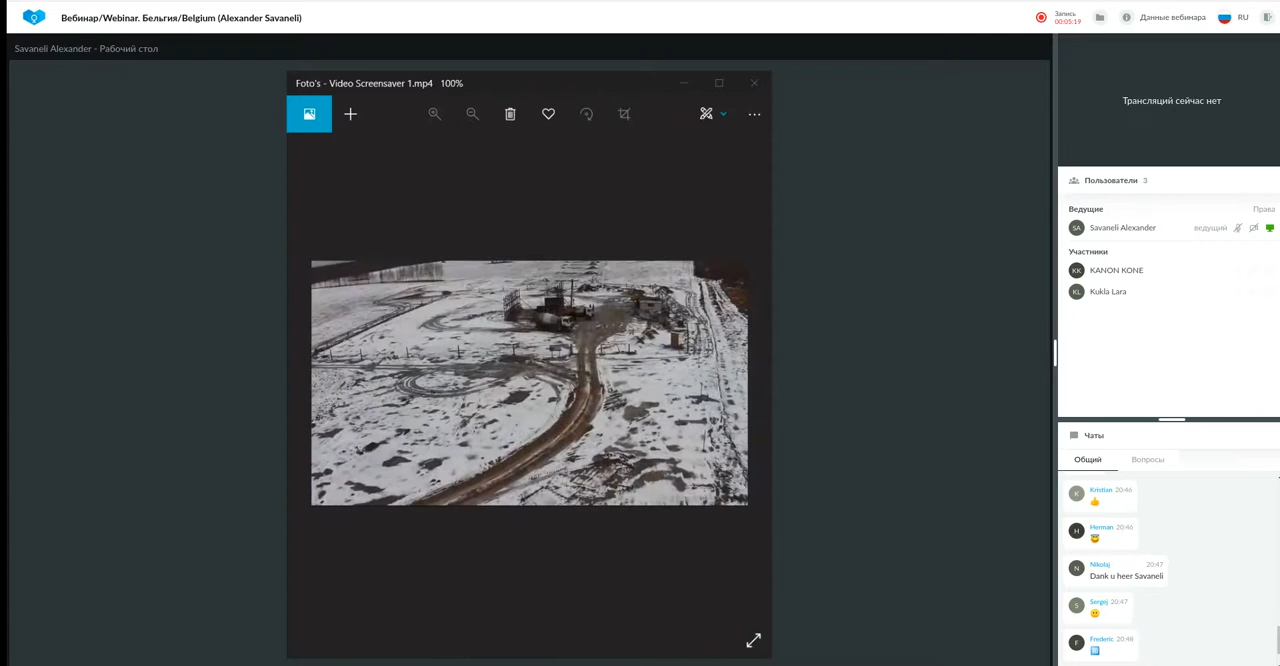 Вебинар/Webinar. Бельгия/Belgium (Alexander Savaneli)
Запись
00:05:19
Данные вебинара
RU
Savaneli Alexander - Рабочий стол
Foto's - Video Screensaver 1.mp4 100%
Трансляций сейчас нет
Пользователи 3
Ведущие Права
SA Savaneli Alexander ведущий
Участники
KK KANON KONE
KL Kukla Lara
Чаты
Общий Вопросы
K Kristian 20:46
H Herman 20:46
N Nikolaj 20:47
Dank u heer Savaneli
S Sergej 20:47
F Frederic 20:48